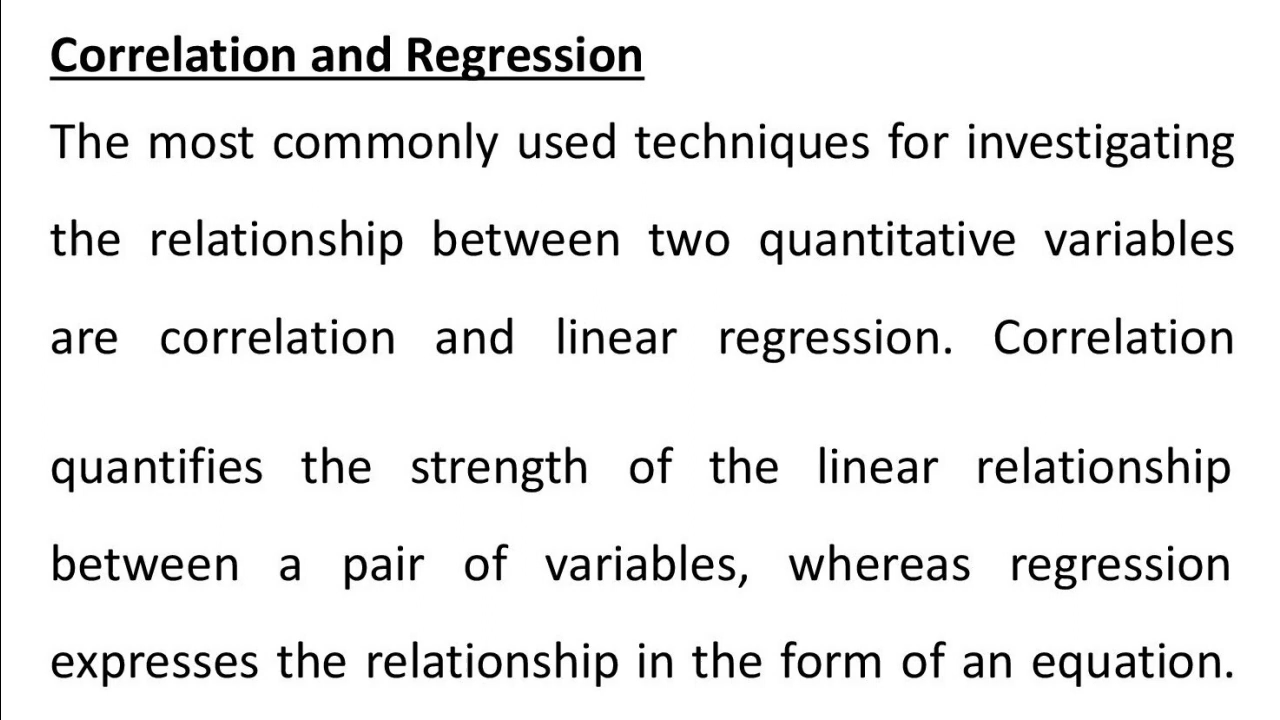 Correlation and Regression
The most commonly used techniques for investigating
the relationship between two quantitative variables
are correlation and linear regression. Correlation
quantifies the strength of the linear relationship
between a pair of variables, whereas regression
expresses the relationship in the form of an equation.